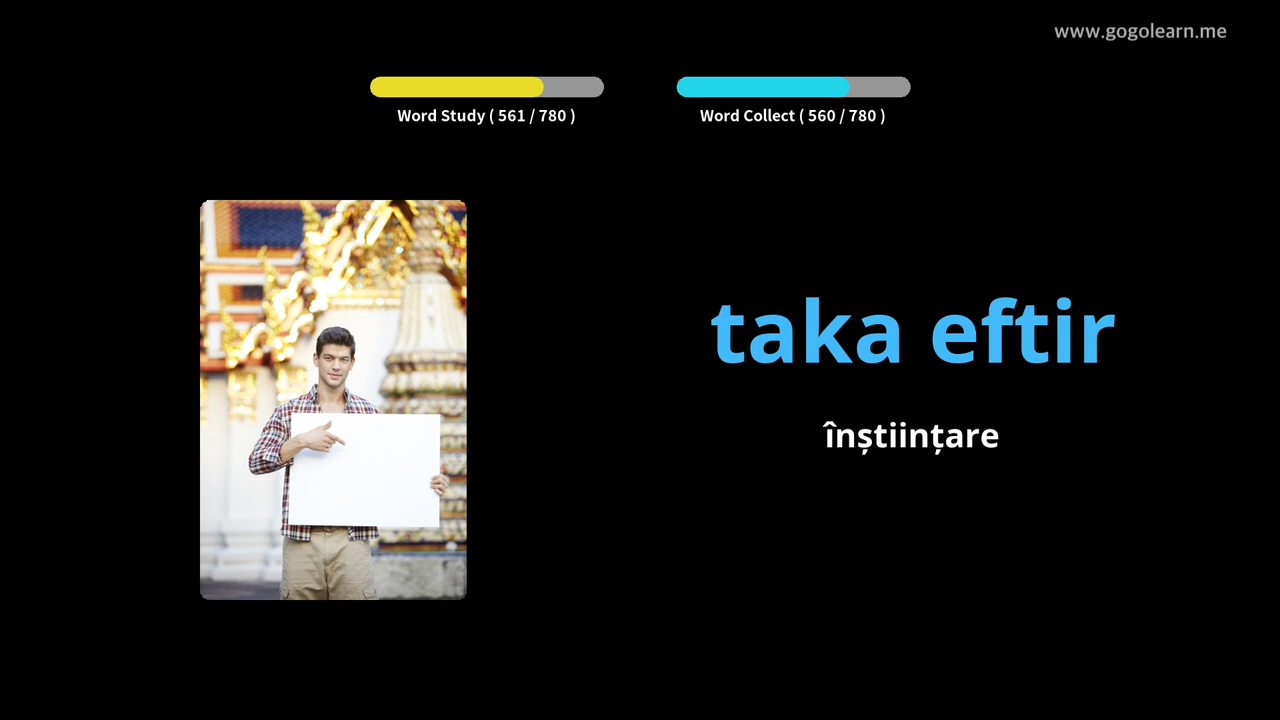 www.gogolearn.me
Word Study ( 561 / 780 )
Word Collect ( 560 / 780 )
taka eftir
înștiințare